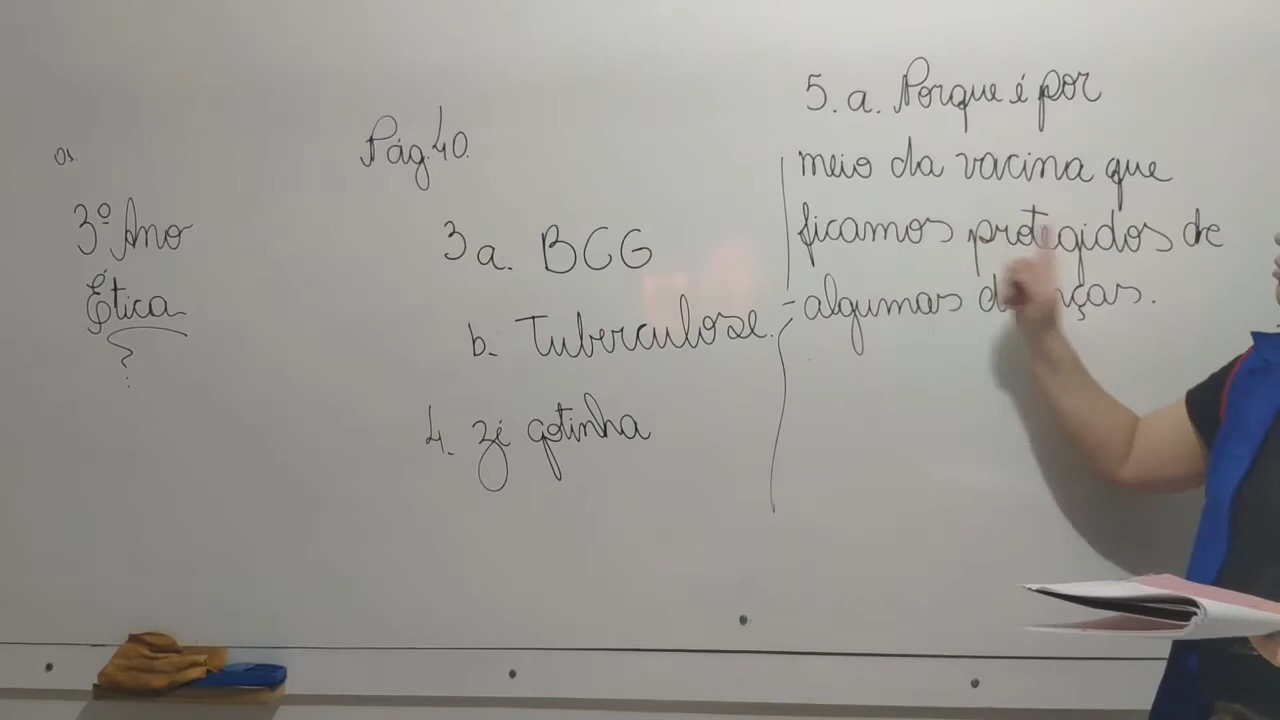 3º Ano
Ética
Pág. 40.
3 a. BCG
b. Tuberculose.
4. Zé gotinha
5. a. Porque é por
meio da vacina que
ficamos protegidos de
algumas